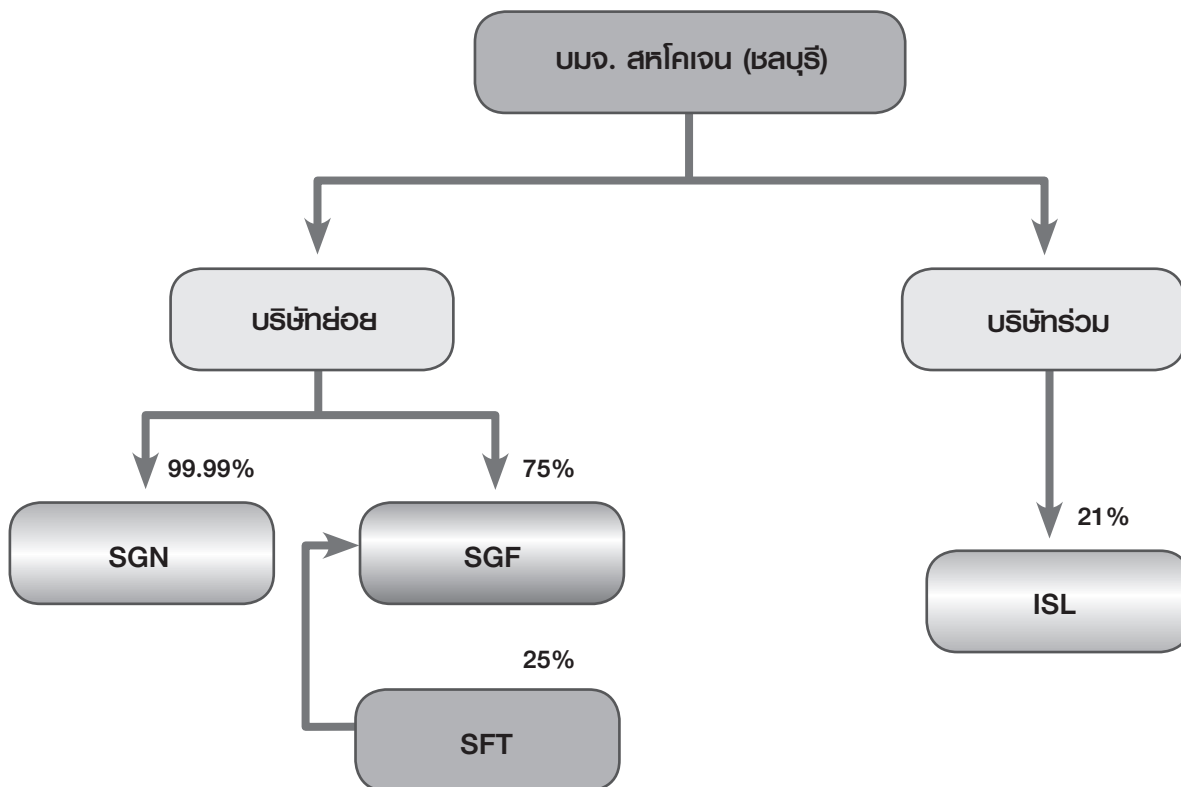 บมจ. สหโคเจน (ชลบุรี)
บริษัทย่อย
บริษัทร่วม
99.99%
75%
21%
SGN
SGF
ISL
25%
SFT